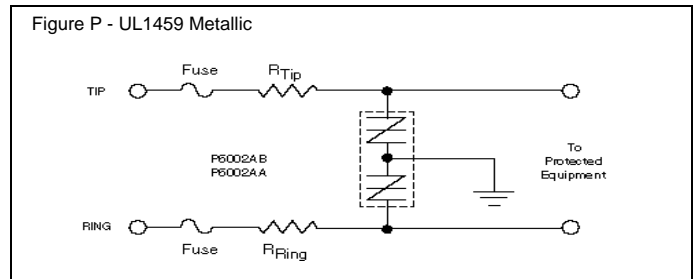 Figure P - UL1459 Metallic
Fuse
RTip
TIP
P6002AB
P6002AA
To
Protected
Equipment
RING
Fuse
RRing